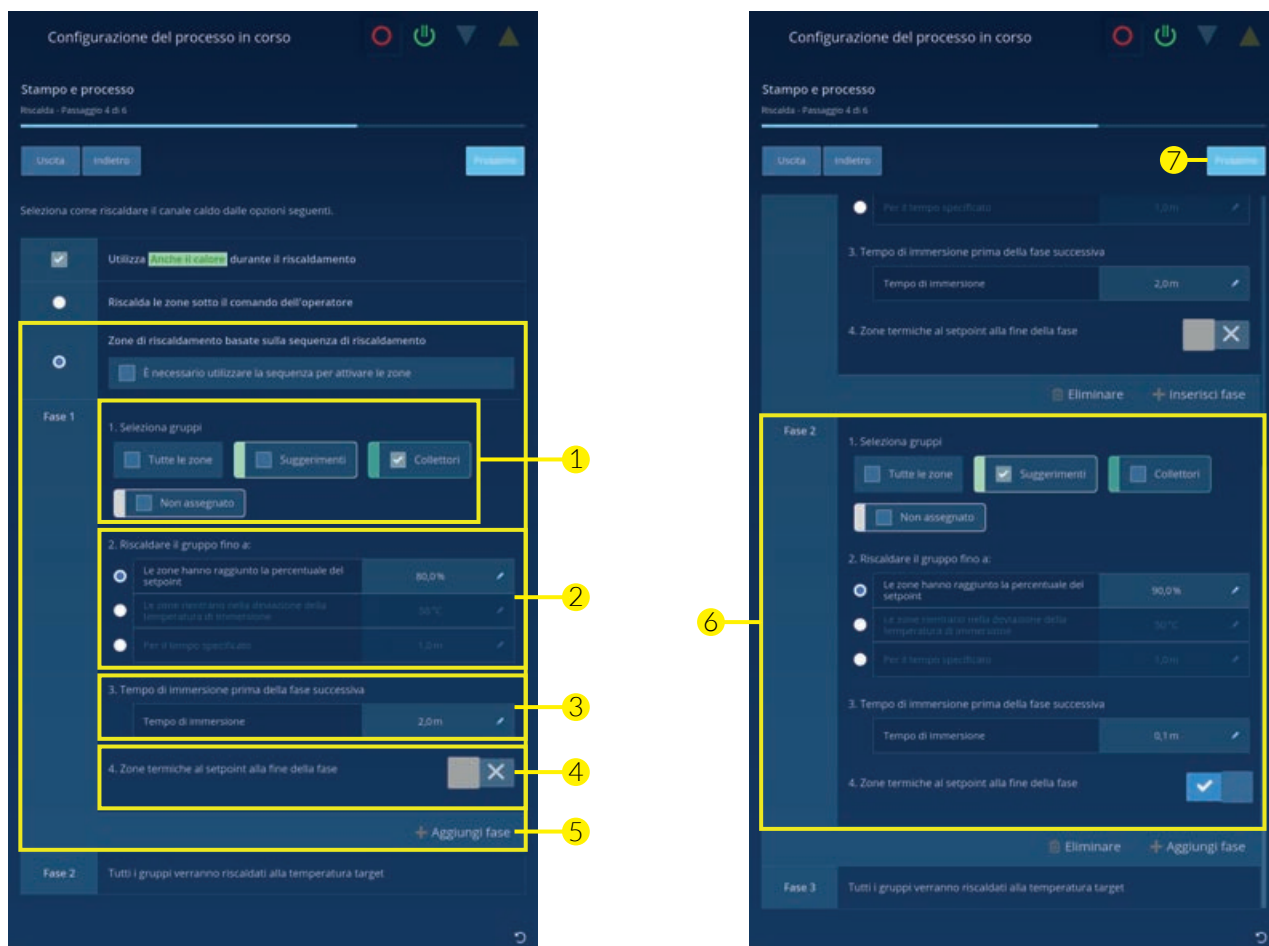 Configurazione del processo in corso
Stampo e processo
Riscalda - Passaggio 4 di 6
Uscita
Indietro
Prossimo
Seleziona come riscaldare il canale caldo dalle opzioni seguenti.
Utilizza Anche il calore durante il riscaldamento
Riscalda le zone sotto il comando dell'operatore
Zone di riscaldamento basate sulla sequenza di riscaldamento
È necessario utilizzare la sequenza per attivare le zone
Fase 1
1. Seleziona gruppi
Tutte le zone
Suggerimenti
Collettori
Non assegnato
1
2. Riscaldare il gruppo fino a:
Le zone hanno raggiunto la percentuale del
setpoint
80,0%
Le zone rientrano nella deviazione della
temperatura di immersione
50°C
Per il tempo specificato
1,0m
2
3. Tempo di immersione prima della fase successiva
Tempo di immersione
2,0m
3
4. Zone termiche al setpoint alla fine della fase
4
Aggiungi fase
5
Fase 2
Tutti i gruppi verranno riscaldati alla temperatura target
Configurazione del processo in corso
Stampo e processo
Riscalda - Passaggio 4 di 6
Uscita
Indietro
7
Prossimo
Per il tempo specificato
1,0m
3. Tempo di immersione prima della fase successiva
Tempo di immersione
2,0m
4. Zone termiche al setpoint alla fine della fase
Eliminare
Inserisci fase
Fase 2
1. Seleziona gruppi
Tutte le zone
Suggerimenti
Collettori
Non assegnato
2. Riscaldare il gruppo fino a:
Le zone hanno raggiunto la percentuale del
setpoint
90,0%
6
Le zone rientrano nella deviazione della
temperatura di immersione
50°C
Per il tempo specificato
1,0m
3. Tempo di immersione prima della fase successiva
Tempo di immersione
0,1m
4. Zone termiche al setpoint alla fine della fase
Eliminare
Aggiungi fase
Fase 3
Tutti i gruppi verranno riscaldati alla temperatura target